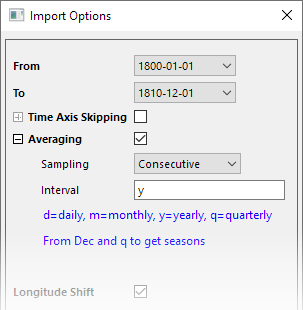 Import Options
From 1800-01-01
To 1810-12-01
Time Axis Skipping
Averaging
Sampling Consecutive
Interval y
d=daily, m=monthly, y=yearly, q=quarterly
From Dec and q to get seasons
Longitude Shift